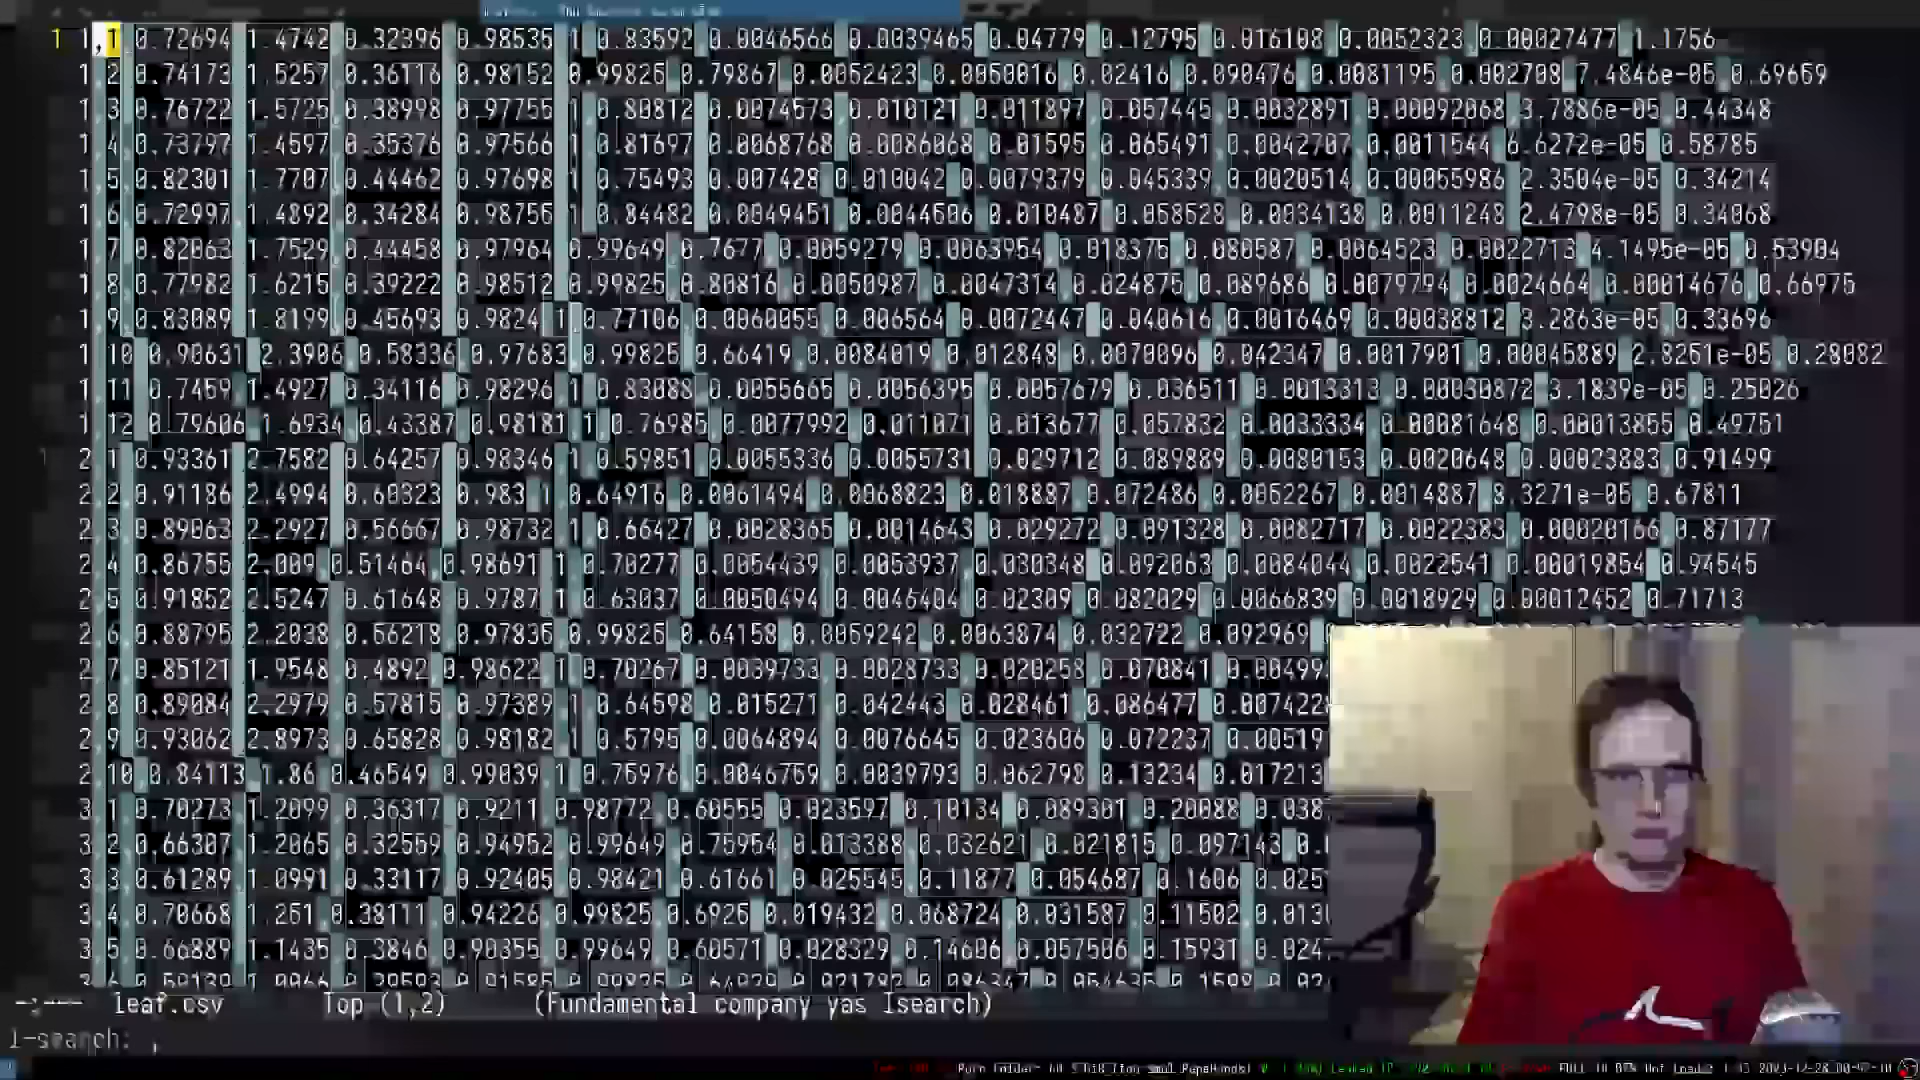 1 1,1,0.72694,1.4742,0.32396,0.98535,1,0.83592,0.0046566,0.0039465,0.04779,0.12795,0.016108,0.0052323,0.00027477,1.1756
1,2,0.74173,1.5257,0.36116,0.98152,0.99825,0.79867,0.0052423,0.0050016,0.02416,0.090476,0.0081195,0.002708,7.4846e-05,0.69659
1,3,0.76722,1.5725,0.38998,0.97755,1,0.80812,0.0074573,0.010121,0.011897,0.057445,0.0032891,0.00092068,3.7886e-05,0.44348
1,4,0.73797,1.4597,0.35376,0.97566,1,0.81697,0.0068768,0.0086068,0.01595,0.065491,0.0042707,0.0011544,6.6272e-05,0.58785
1,5,0.82301,1.7707,0.44462,0.97698,1,0.75493,0.007428,0.010042,0.0079379,0.045339,0.0020514,0.00055986,2.3504e-05,0.34214
1,6,0.72997,1.4892,0.34284,0.98755,1,0.84482,0.0049451,0.0044506,0.010487,0.058528,0.0034138,0.0011248,2.4798e-05,0.34068
1,7,0.82063,1.7529,0.44458,0.97964,0.99649,0.7677,0.0059279,0.0063954,0.018375,0.080587,0.0064523,0.0022713,4.1495e-05,0.53904
1,8,0.77982,1.6215,0.39222,0.98512,0.99825,0.80816,0.0050987,0.0047314,0.024875,0.089686,0.0079794,0.0024664,0.00014676,0.66975
1,9,0.83089,1.8199,0.45693,0.9824,1,0.77106,0.0060055,0.006564,0.0072447,0.040616,0.0016469,0.00038812,3.2863e-05,0.33696
1,10,0.90631,2.3906,0.58336,0.97683,0.99825,0.66419,0.0084019,0.012848,0.0070096,0.042347,0.0017901,0.00045889,2.8251e-05,0.28082
1,11,0.7459,1.4927,0.34116,0.98296,1,0.83088,0.0055665,0.0056395,0.0057679,0.036511,0.0013313,0.00030872,3.1839e-05,0.25026
1,12,0.79606,1.6934,0.43387,0.98181,1,0.76985,0.0077992,0.011071,0.013677,0.057832,0.0033334,0.00081648,0.00013855,0.49751
2,1,0.93361,2.7582,0.64257,0.98346,1,0.59851,0.0055336,0.0055731,0.029712,0.089889,0.0080153,0.0020648,0.00023883,0.91499
2,2,0.91186,2.4994,0.60323,0.983,1,0.64916,0.0061494,0.0068823,0.018887,0.072486,0.0052267,0.0014887,8.3271e-05,0.67811
2,3,0.89063,2.2927,0.56667,0.98732,1,0.66427,0.0028365,0.0014643,0.029272,0.091328,0.0082717,0.0022383,0.00020166,0.87177
2,4,0.86755,2.009,0.51464,0.98691,1,0.70277,0.0054439,0.0053937,0.030348,0.092063,0.0084044,0.0022541,0.00019854,0.94545
2,5,0.91852,2.5247,0.61648,0.9787,1,0.63037,0.0050494,0.0046404,0.02309,0.082029,0.0066839,0.0018929,0.00012452,0.71713
2,6,0.88795,2.2038,0.56218,0.97835,0.99825,0.64158,0.0059242,0.0063874,0.032722,0.092969
2,7,0.85121,1.9548,0.4892,0.98622,1,0.70267,0.0039733,0.0028733,0.020258,0.070841,0.00499
2,8,0.89084,2.2979,0.57815,0.97389,1,0.64598,0.015271,0.042443,0.028461,0.086477,0.0074228
2,9,0.93062,2.8973,0.65828,0.98182,1,0.5795,0.0064894,0.0076645,0.023606,0.072237,0.00519
2,10,0.84113,1.86,0.46549,0.99039,1,0.75976,0.0046759,0.0039793,0.062798,0.13234,0.017213
3,1,0.70273,1.2099,0.36317,0.9211,0.98772,0.60555,0.023597,0.10134,0.089301,0.20088,0.038
3,2,0.66307,1.2065,0.32559,0.94952,0.99649,0.75954,0.013388,0.032621,0.021815,0.097143,0.
3,3,0.61289,1.0991,0.33117,0.92405,0.98421,0.61661,0.025545,0.11877,0.054687,0.1606,0.025
3,4,0.70668,1.251,0.38111,0.94226,0.99825,0.6925,0.019432,0.068724,0.031587,0.11502,0.013
3,5,0.66889,1.1435,0.3846,0.90355,0.99649,0.60571,0.028329,0.14606,0.057506,0.15931,0.024
leaf.csv Top (1,2) (Fundamental company yas Isearch)
I-search: ,